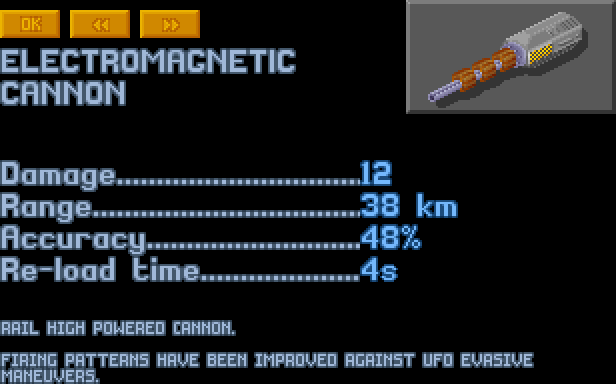 OK << >>
ELECTROMAGNETIC
CANNON
Damage..............................12
Range.................................38 km
Accuracy..........................48%
Re-load time...................4s
RAIL HIGH POWERED CANNON.
FIRING PATTERNS HAVE BEEN IMPROVED AGAINST UFO EVASIVE
MANEUVERS.